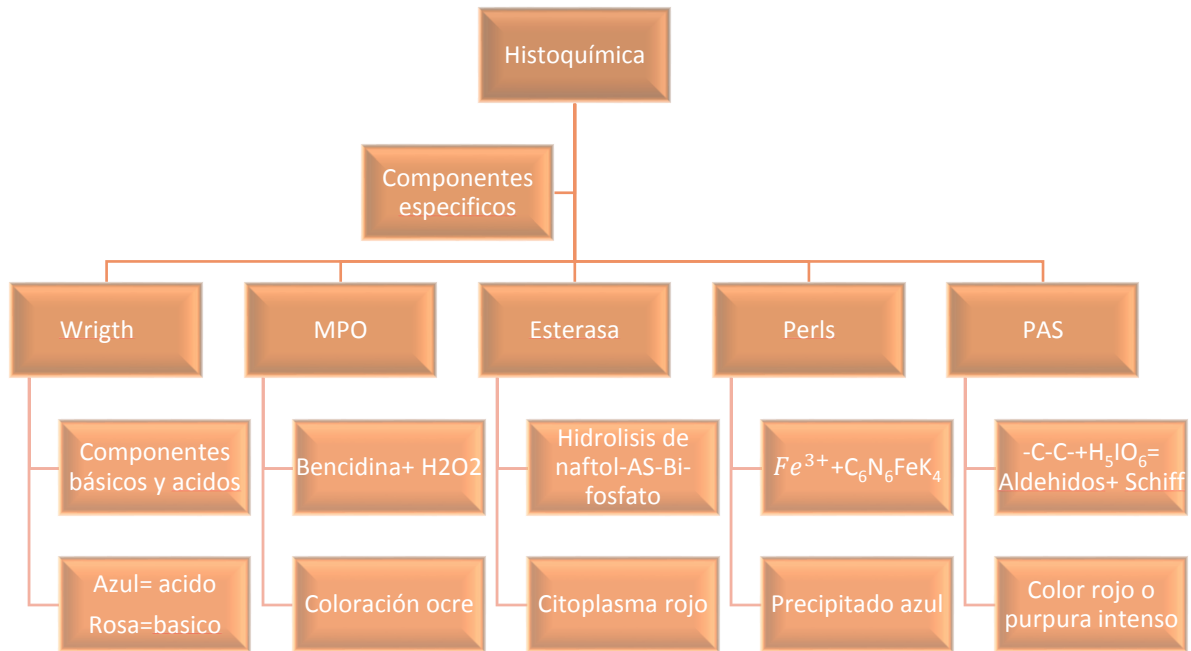 Histoquímica
Componentes
especificos
Wrigth
MPO
Esterasa
Perls
PAS
Componentes
básicos y acidos
Bencidina+ H2O2
Hidrolisis de
naftol-AS-Bi-
fosfato
Fe³⁺+C₆N₆FeK₄
-C-C-+H₅IO₆=
Aldehidos+ Schiff
Azul= acido
Rosa=basico
Coloración ocre
Citoplasma rojo
Precipitado azul
Color rojo o
purpura intenso